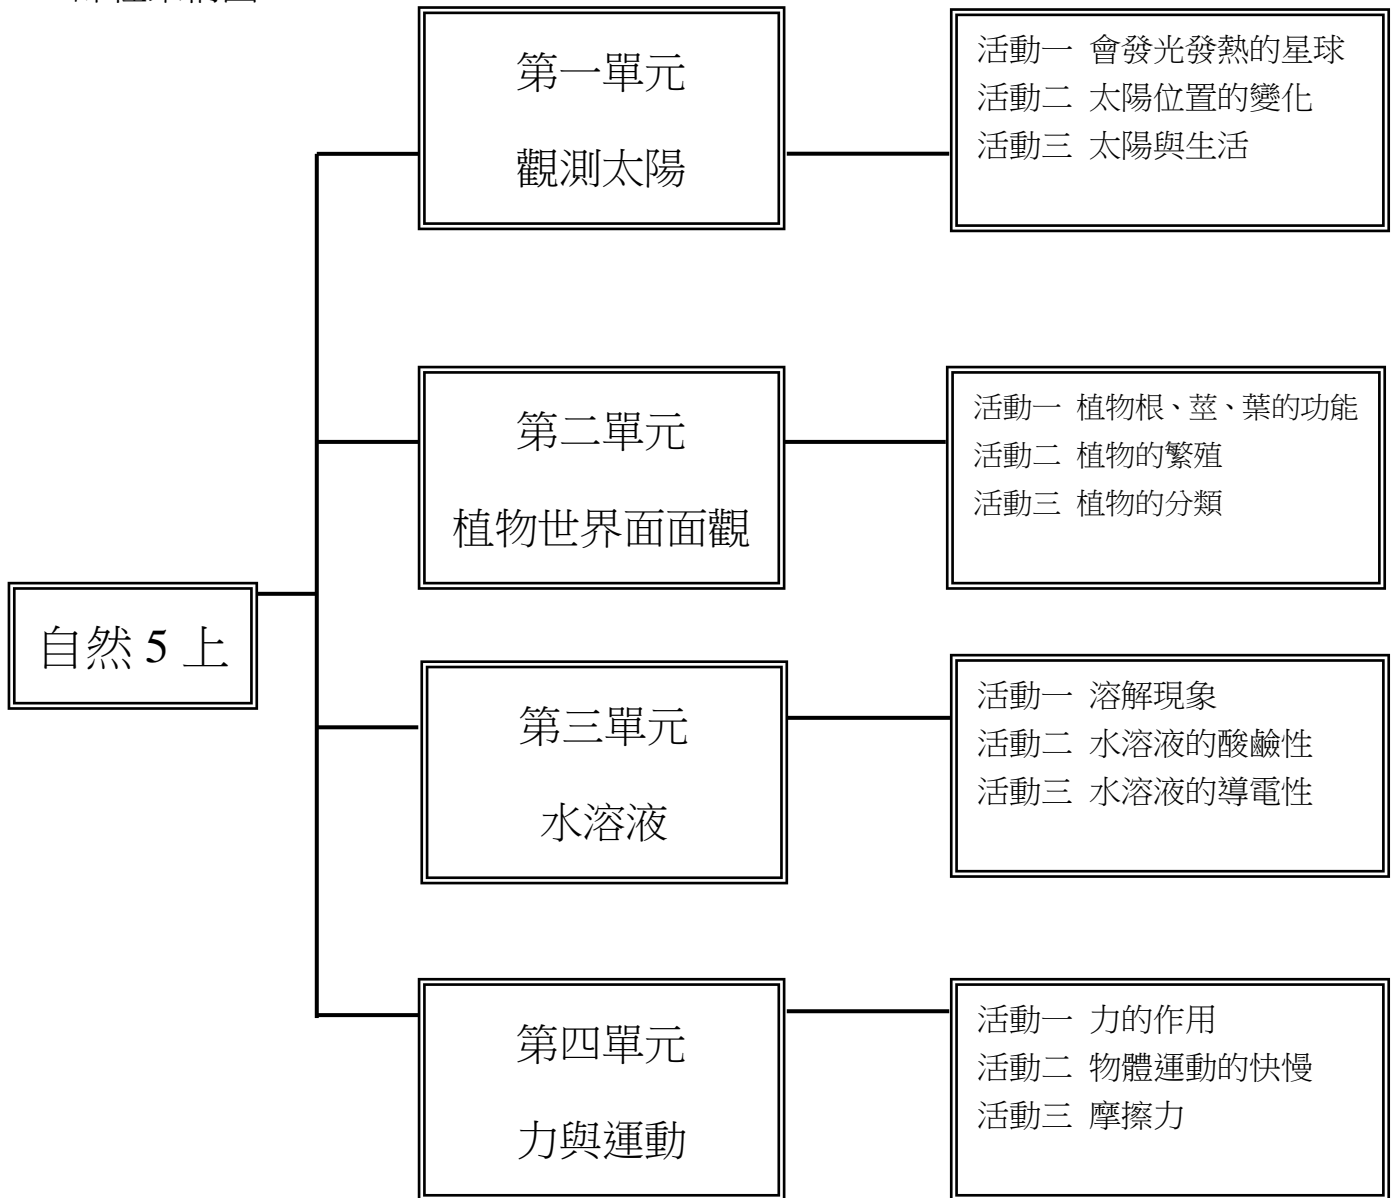 第一單元
觀測太陽
活動一 會發光發熱的星球
活動二 太陽位置的變化
活動三 太陽與生活
第二單元
植物世界面面觀
活動一 植物根、莖、葉的功能
活動二 植物的繁殖
活動三 植物的分類
自然 5 上
第三單元
水溶液
活動一 溶解現象
活動二 水溶液的酸鹼性
活動三 水溶液的導電性
第四單元
力與運動
活動一 力的作用
活動二 物體運動的快慢
活動三 摩擦力